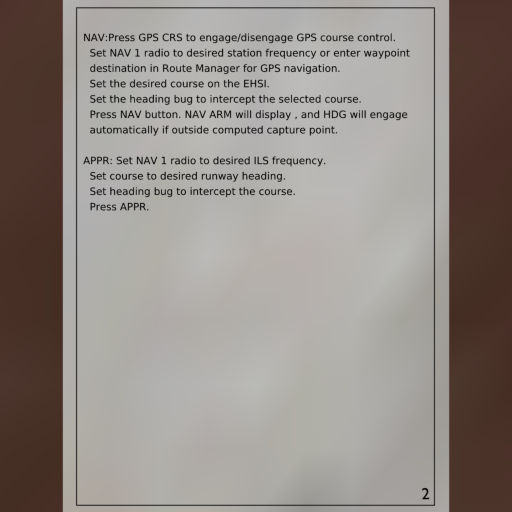 NAV:Press GPS CRS to engage/disengage GPS course control.
Set NAV 1 radio to desired station frequency or enter waypoint
destination in Route Manager for GPS navigation.
Set the desired course on the EHSI.
Set the heading bug to intercept the selected course.
Press NAV button. NAV ARM will display , and HDG will engage
automatically if outside computed capture point.
APPR: Set NAV 1 radio to desired ILS frequency.
Set course to desired runway heading.
Set heading bug to intercept the course.
Press APPR.
2